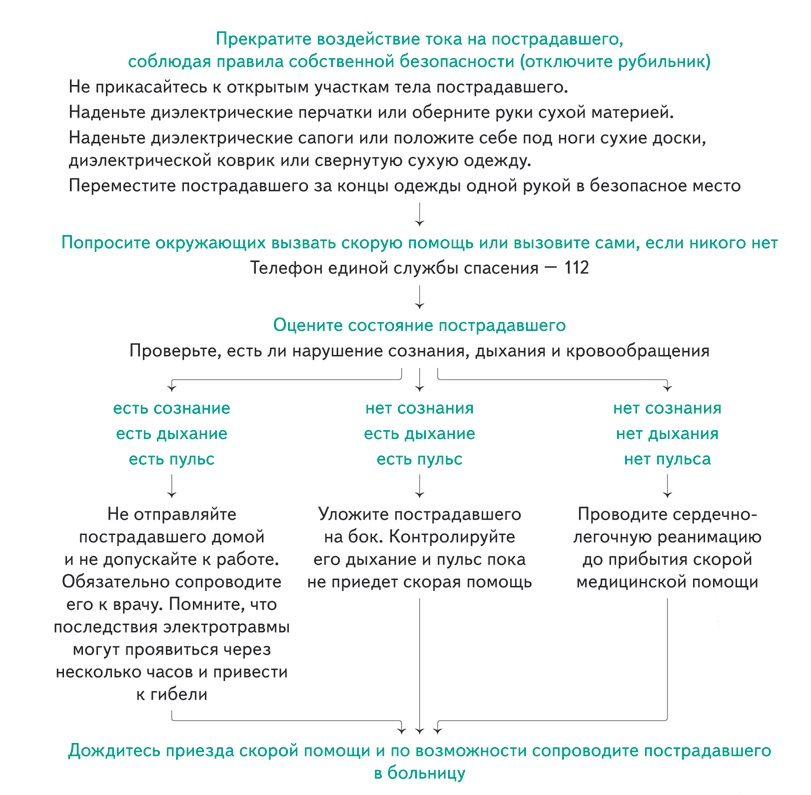 Прекратите воздействие тока на пострадавшего,
соблюдая правила собственной безопасности (отключите рубильник)
Не прикасайтесь к открытым участкам тела пострадавшего.
Наденьте диэлектрические перчатки или оберните руки сухой материей.
Наденьте диэлектрические сапоги или положите себе под ноги сухие доски,
диэлектрической коврик или свернутую сухую одежду.
Переместите пострадавшего за концы одежды одной рукой в безопасное место
Попросите окружающих вызвать скорую помощь или вызовите сами, если никого нет
Телефон единой службы спасения — 112
Оцените состояние пострадавшего
Проверьте, есть ли нарушение сознания, дыхания и кровообращения
есть сознание
есть дыхание
есть пульс
Не отправляйте
пострадавшего домой
и не допускайте к работе.
Обязательно сопроводите
его к врачу. Помните, что
последствия электротравмы
могут проявиться через
несколько часов и привести
к гибели
нет сознания
есть дыхание
есть пульс
Уложите пострадавшего
на бок. Контролируйте
его дыхание и пульс пока
не приедет скорая помощь
нет сознания
нет дыхания
нет пульса
Проводите сердечно-
легочную реанимацию
до прибытия скорой
медицинской помощи
Дождитесь приезда скорой помощи и по возможности сопроводите пострадавшего
в больницу